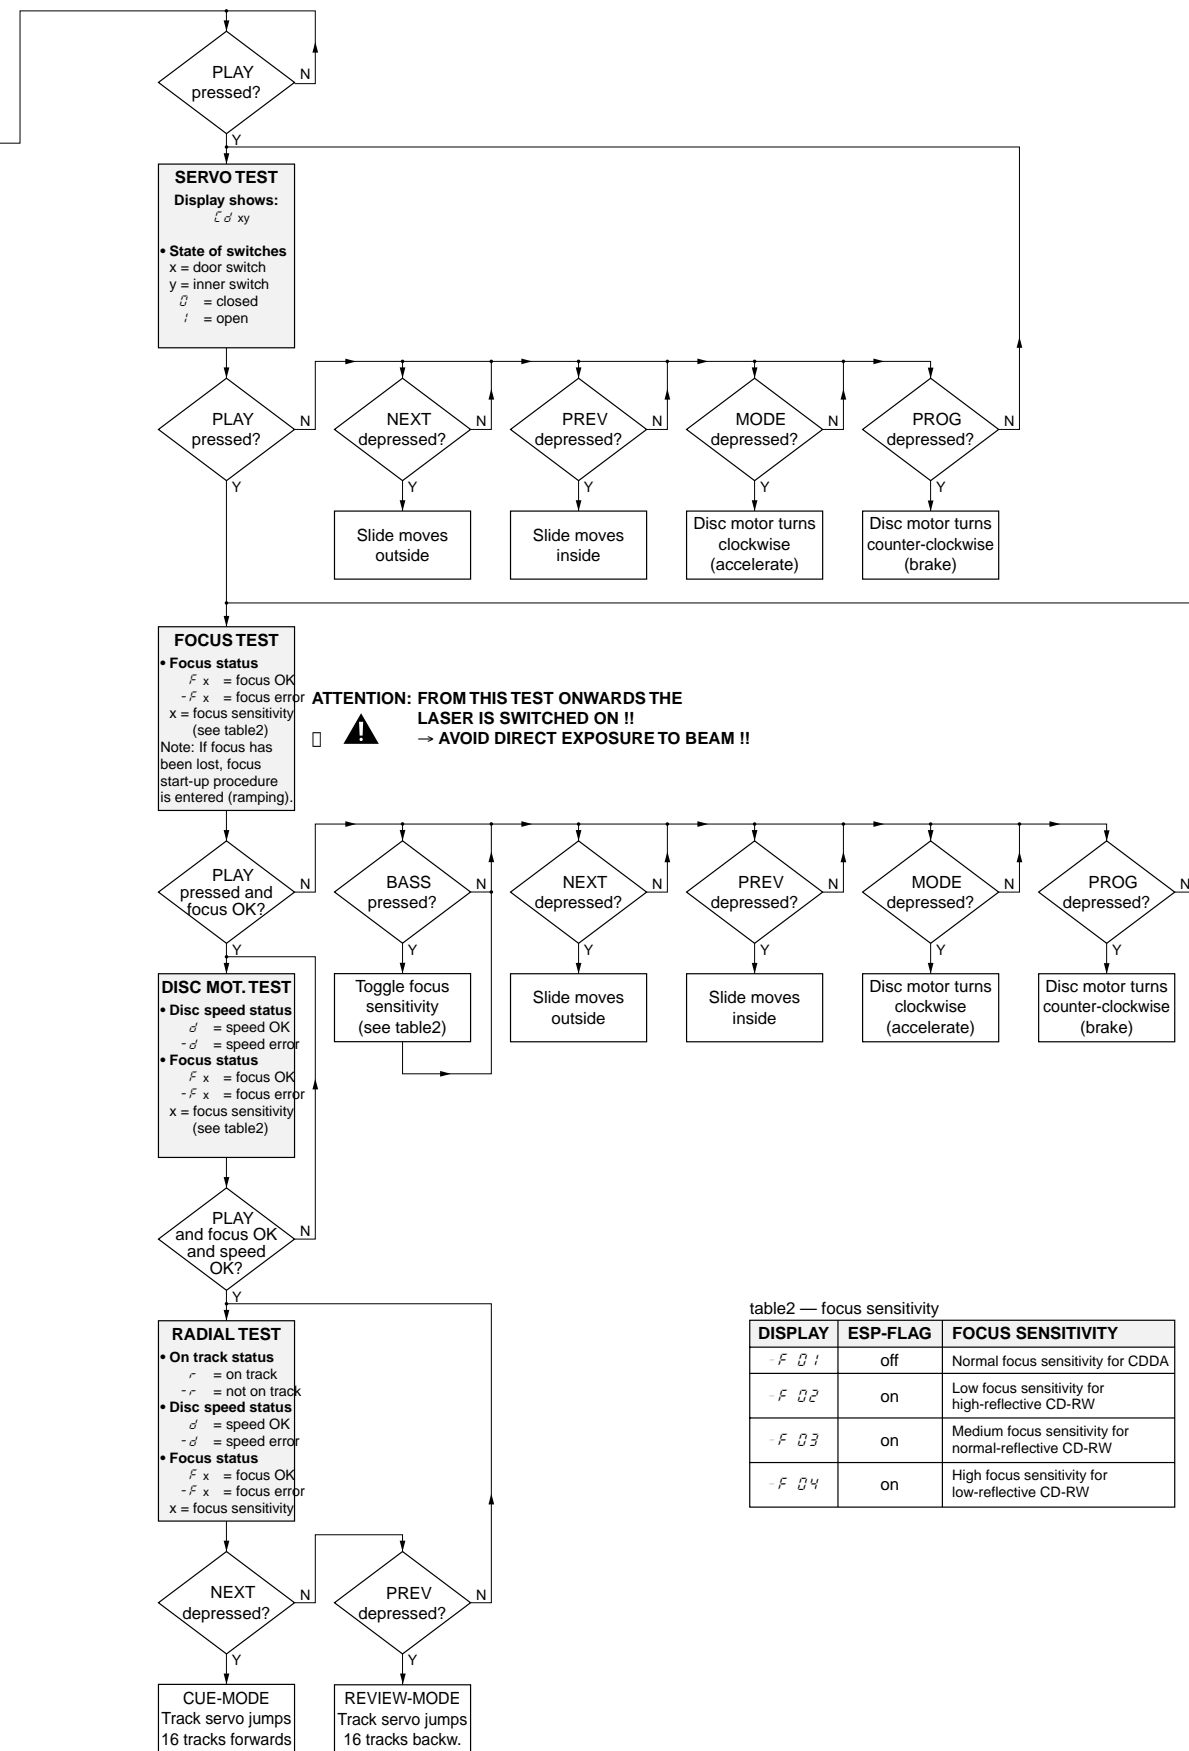 PLAY
pressed?
N
Y
SERVO TEST
Display shows:
Cd xy
• State of switches
x = door switch
y = inner switch
0 = closed
1 = open
PLAY
pressed?
N
Y
NEXT
depressed?
N
Y
PREV
depressed?
N
Y
MODE
depressed?
N
Y
PROG
depressed?
N
Y
Slide moves
outside
Slide moves
inside
Disc motor turns
clockwise
(accelerate)
Disc motor turns
counter-clockwise
(brake)
FOCUS TEST
• Focus status
F x = focus OK
-F x = focus error
x = focus sensitivity
(see table2)
Note: If focus has
been lost, focus
start-up procedure
is entered (ramping).
ATTENTION: FROM THIS TEST ONWARDS THE
LASER IS SWITCHED ON !!
→ AVOID DIRECT EXPOSURE TO BEAM !!
PLAY
pressed and
focus OK?
N
Y
BASS
pressed?
N
Y
NEXT
depressed?
N
Y
PREV
depressed?
N
Y
MODE
depressed?
N
Y
PROG
depressed?
N
Y
Toggle focus
sensitivity
(see table2)
Slide moves
outside
Slide moves
inside
Disc motor turns
clockwise
(accelerate)
Disc motor turns
counter-clockwise
(brake)
DISC MOT. TEST
• Disc speed status
d = speed OK
-d = speed error
• Focus status
F x = focus OK
-F x = focus error
x = focus sensitivity
(see table2)
PLAY
and focus OK
and speed
OK?
N
Y
RADIAL TEST
• On track status
r = on track
-r = not on track
• Disc speed status
d = speed OK
-d = speed error
• Focus status
F x = focus OK
-F x = focus error
x = focus sensitivity
NEXT
depressed?
N
Y
PREV
depressed?
N
Y
CUE-MODE
Track servo jumps
16 tracks forwards
REVIEW-MODE
Track servo jumps
16 tracks backw.
table2 — focus sensitivity
DISPLAY ESP-FLAG FOCUS SENSITIVITY
-F 01 off Normal focus sensitivity for CDDA
-F 02 on Low focus sensitivity for
high-reflective CD-RW
-F 03 on Medium focus sensitivity for
normal-reflective CD-RW
-F 04 on High focus sensitivity for
low-reflective CD-RW